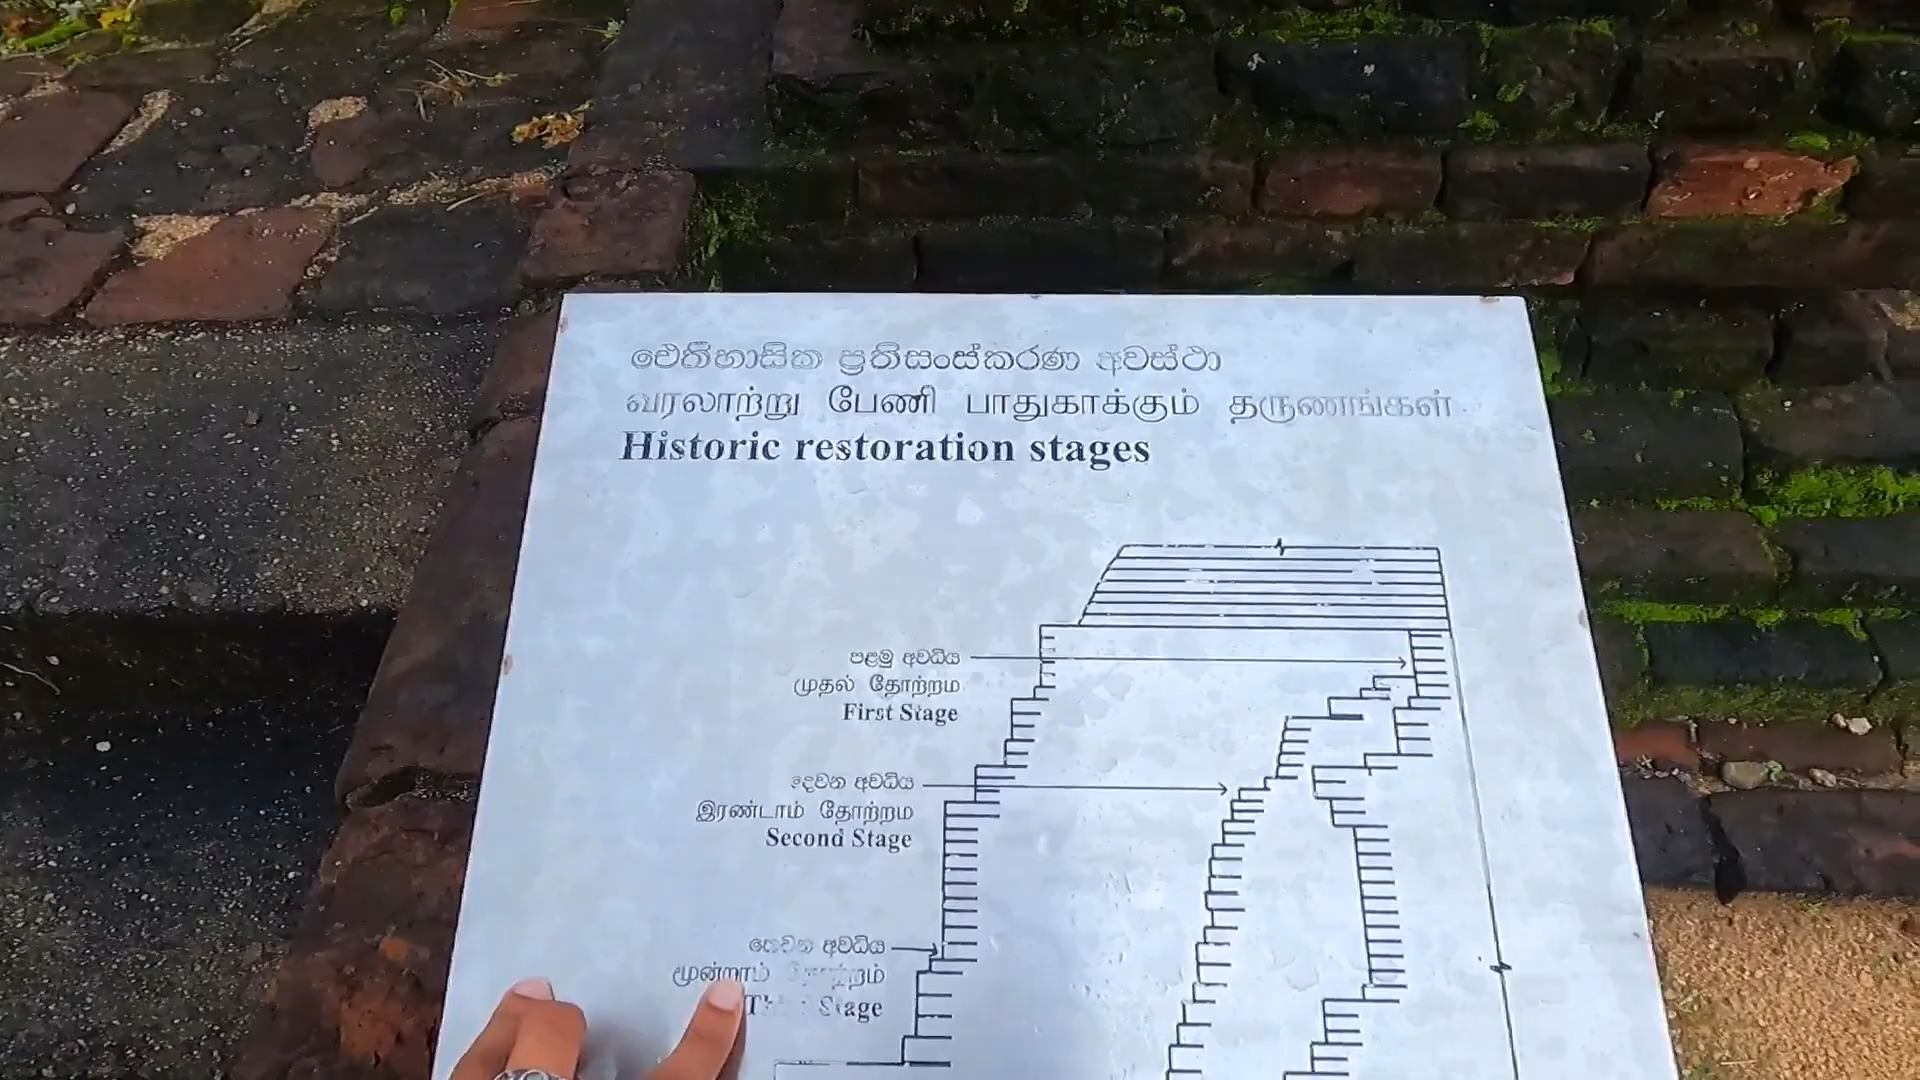 ඓතිහාසික ප්‍රතිසංස්කරණ අවස්ථා
வரலாற்று பேணி பாதுகாக்கும் தருணங்கள்
Historic restoration stages
පළමු අවධිය
முதல் தோற்றம
First Stage
දෙවන අවධිය
இரண்டாம் தோற்றம
Second Stage
අවධිය
மூன்றாம்
Stage